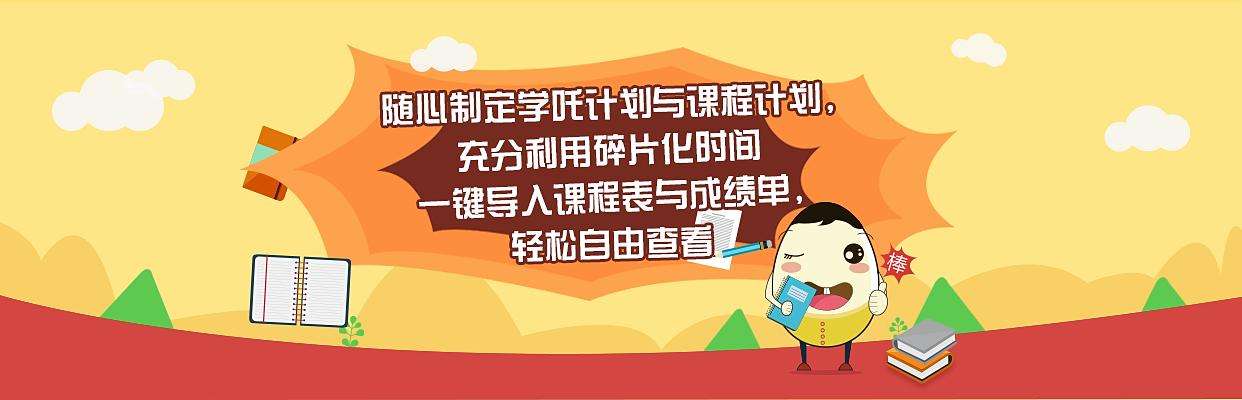 随心制定学吒计划与课程计划，
充分利用碎片化时间
一键导入课程表与成绩单，
轻松自由查看
棒